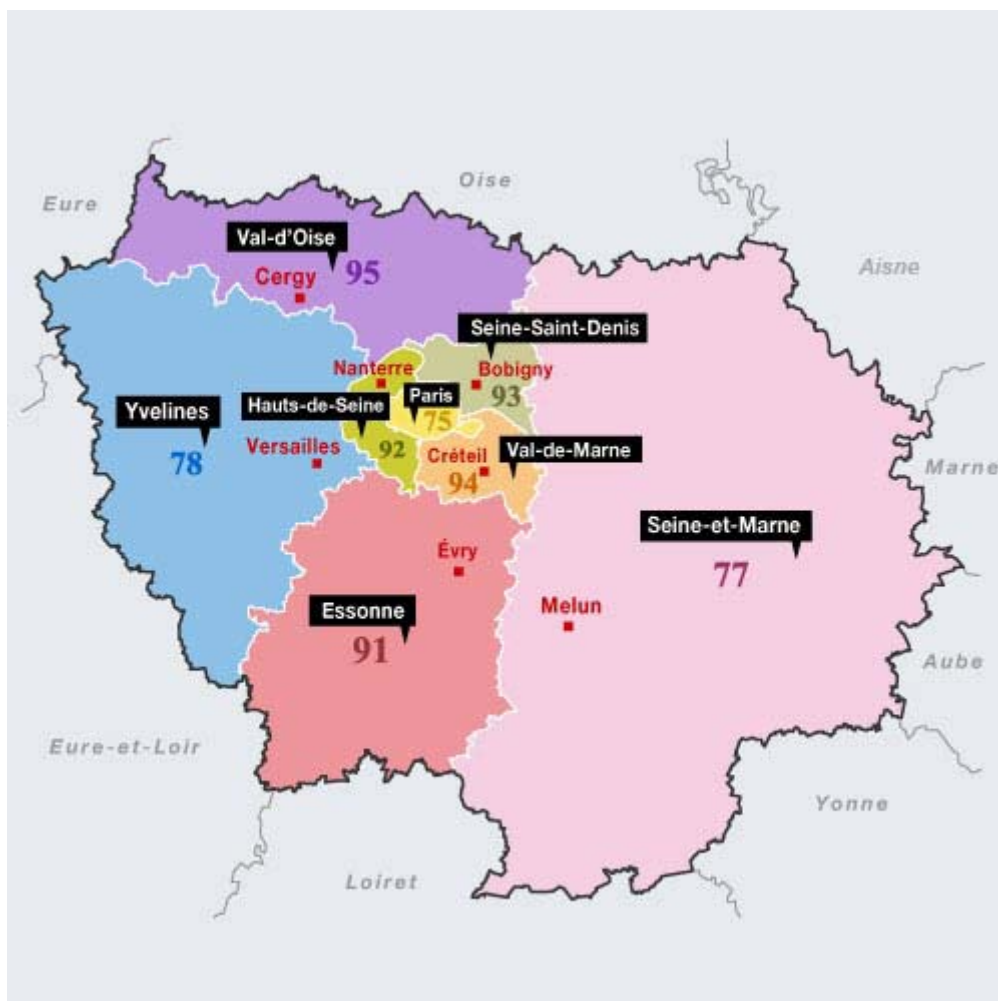 Oise
Eure
Val-d'Oise
95
Aisne
Cergy
Seine-Saint-Denis
Nanterre
Bobigny
93
Paris
75
Hauts-de-Seine
92
Yvelines
78
Versailles
Créteil
94
Val-de-Marne
Marne
Seine-et-Marne
77
Évry
Essonne
91
Melun
Aube
Eure-et-Loir
Yonne
Loiret